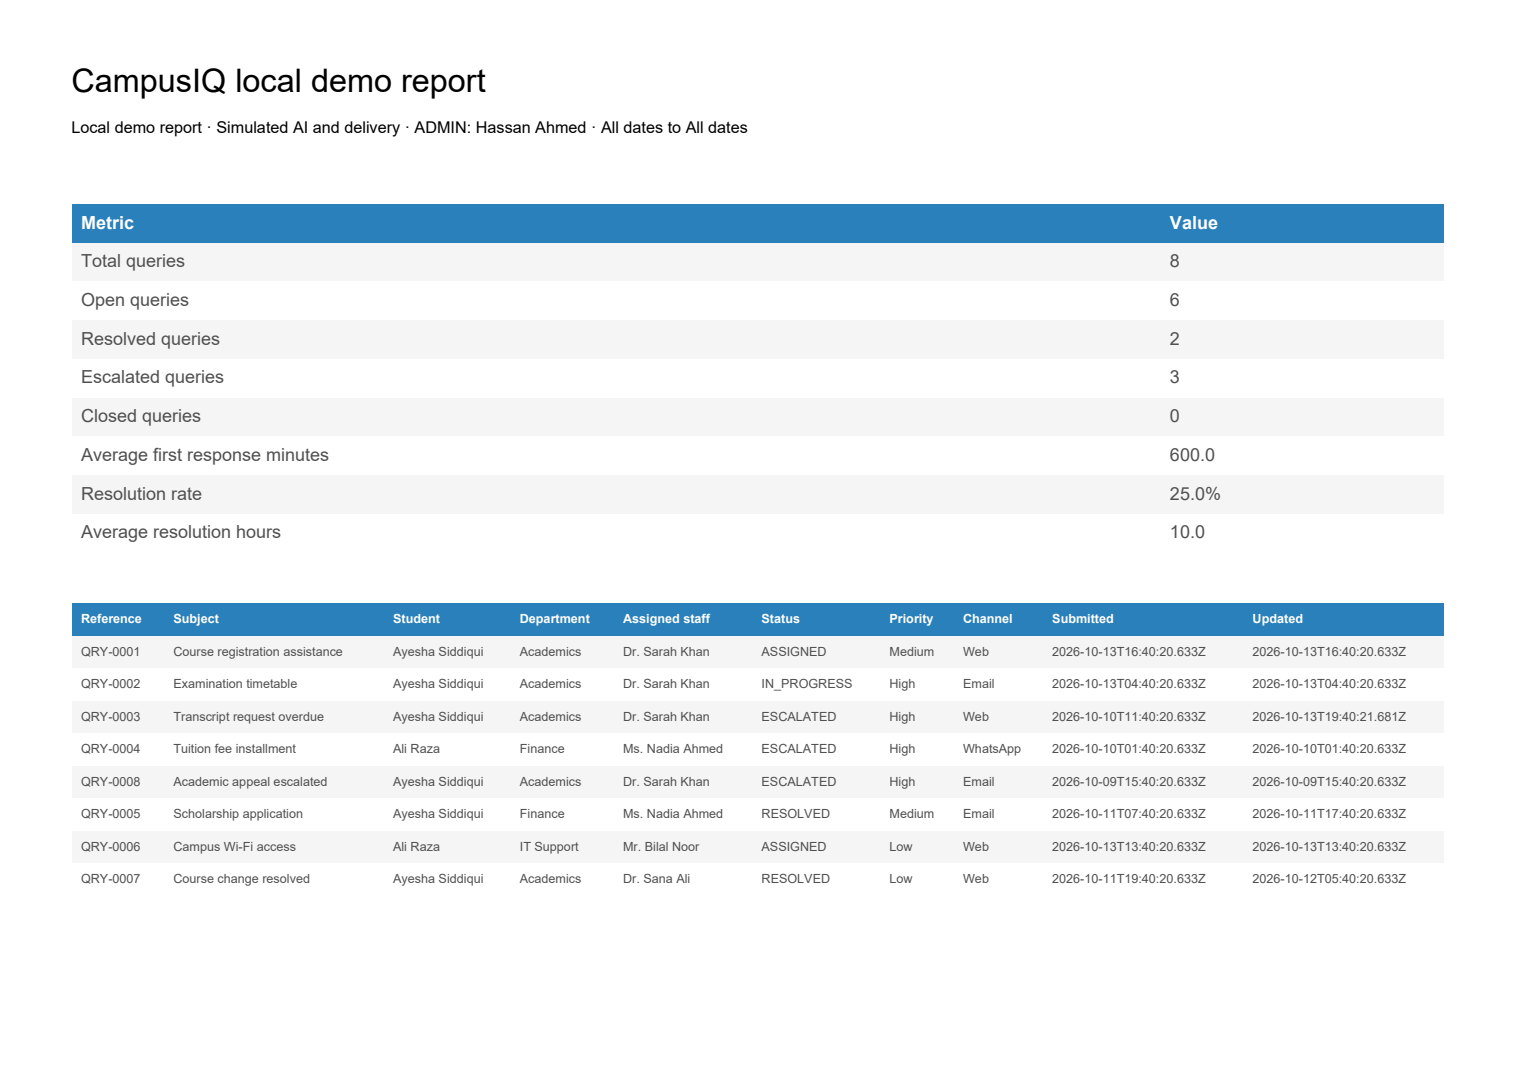 CampusIQ local demo report
Local demo report · Simulated AI and delivery · ADMIN: Hassan Ahmed · All dates to All dates
Metric Value
Total queries 8
Open queries 6
Resolved queries 2
Escalated queries 3
Closed queries 0
Average first response minutes 600.0
Resolution rate 25.0%
Average resolution hours 10.0
Reference Subject Student Department Assigned staff Status Priority Channel Submitted Updated
QRY-0001 Course registration assistance Ayesha Siddiqui Academics Dr. Sarah Khan ASSIGNED Medium Web 2026-10-13T16:40:20.633Z 2026-10-13T16:40:20.633Z
QRY-0002 Examination timetable Ayesha Siddiqui Academics Dr. Sarah Khan IN_PROGRESS High Email 2026-10-13T04:40:20.633Z 2026-10-13T04:40:20.633Z
QRY-0003 Transcript request overdue Ayesha Siddiqui Academics Dr. Sarah Khan ESCALATED High Web 2026-10-10T11:40:20.633Z 2026-10-13T19:40:21.681Z
QRY-0004 Tuition fee installment Ali Raza Finance Ms. Nadia Ahmed ESCALATED High WhatsApp 2026-10-10T01:40:20.633Z 2026-10-10T01:40:20.633Z
QRY-0008 Academic appeal escalated Ayesha Siddiqui Academics Dr. Sarah Khan ESCALATED High Email 2026-10-09T15:40:20.633Z 2026-10-09T15:40:20.633Z
QRY-0005 Scholarship application Ayesha Siddiqui Finance Ms. Nadia Ahmed RESOLVED Medium Email 2026-10-11T07:40:20.633Z 2026-10-11T17:40:20.633Z
QRY-0006 Campus Wi-Fi access Ali Raza IT Support Mr. Bilal Noor ASSIGNED Low Web 2026-10-13T13:40:20.633Z 2026-10-13T13:40:20.633Z
QRY-0007 Course change resolved Ayesha Siddiqui Academics Dr. Sana Ali RESOLVED Low Web 2026-10-11T19:40:20.633Z 2026-10-12T05:40:20.633Z